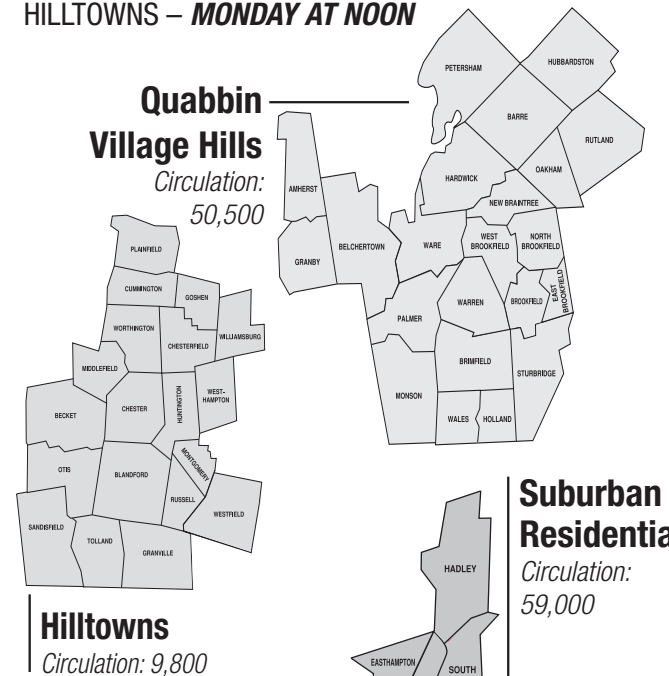 HILLTOWNS – MONDAY AT NOON
Quabbin
Village Hills
Circulation:
50,500
PETERSHAM
HUBBARDSTON
BARRE
RUTLAND
HARDWICK
OAKHAM
NEW BRAINTREE
AMHERST
BELCHERTOWN
GRANBY
WARE
WEST
BROOKFIELD
NORTH
BROOKFIELD
PALMER
WARREN
BROOKFIELD
EAST
BROOKFIELD
BRIMFIELD
STURBRIDGE
MONSON
WALES
HOLLAND
PLAINFIELD
CUMMINGTON
GOSHEN
WORTHINGTON
CHESTERFIELD
WILLIAMSBURG
MIDDLEFIELD
BECKET
CHESTER
HUNTINGTON
WEST-
HAMPTON
OTIS
BLANDFORD
MONTGOMERY
RUSSELL
WESTFIELD
SANDISFIELD
TOLLAND
GRANVILLE
Hilltowns
Circulation: 9,800
Suburban
Residentia
Circulation:
59,000
HADLEY
EASTHAMPTON
SOUTH